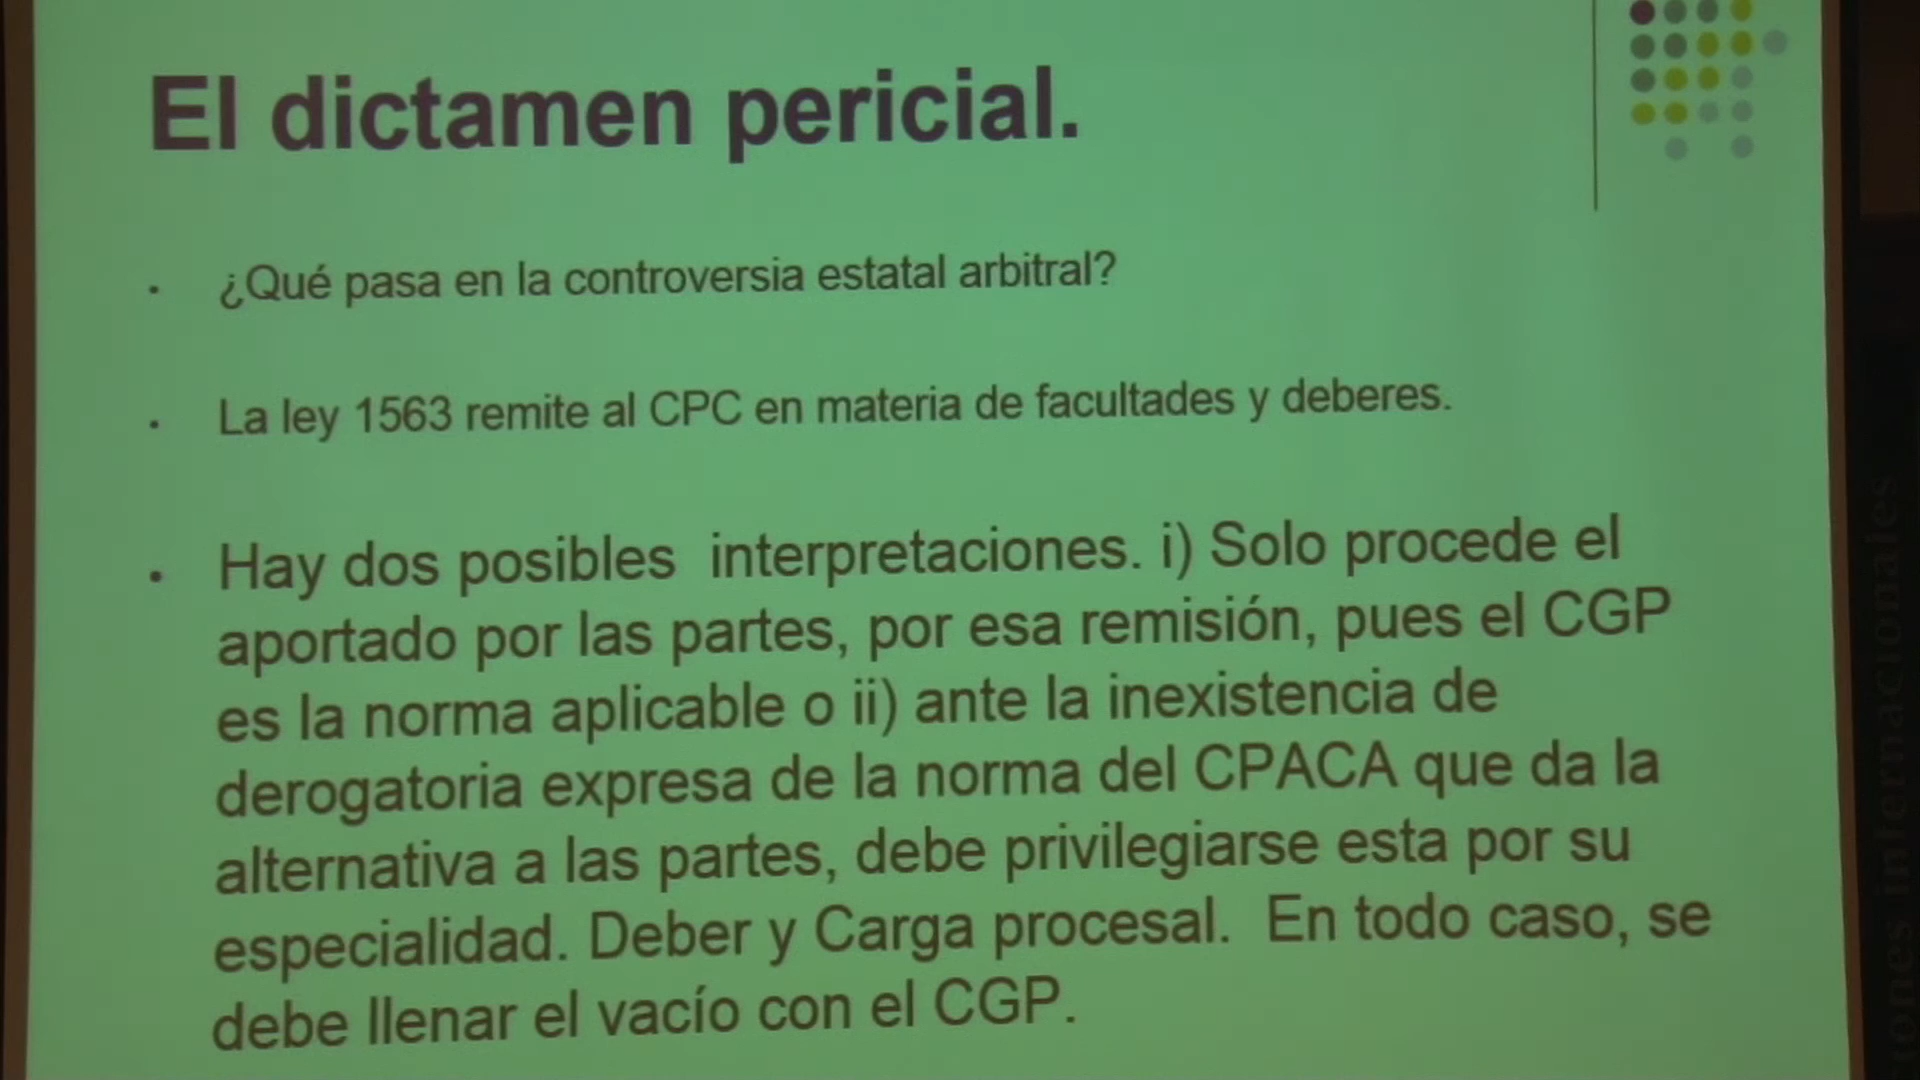 El dictamen pericial.
· ¿Qué pasa en la controversia estatal arbitral?
· La ley 1563 remite al CPC en materia de facultades y deberes.
· Hay dos posibles interpretaciones. i) Solo procede el
aportado por las partes, por esa remisión, pues el CGP
es la norma aplicable o ii) ante la inexistencia de
derogatoria expresa de la norma del CPACA que da la
alternativa a las partes, debe privilegiarse esta por su
especialidad. Deber y Carga procesal. En todo caso, se
debe llenar el vacío con el CGP.